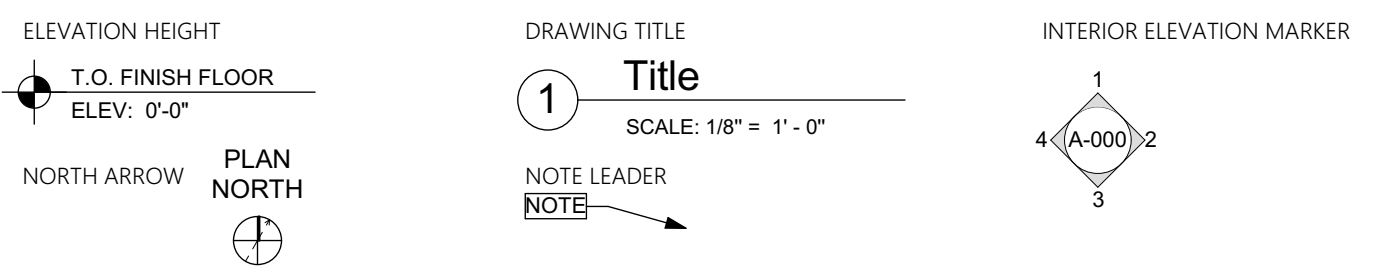 ELEVATION HEIGHT
T.O. FINISH FLOOR
ELEV: 0'-0"
NORTH ARROW
PLAN
NORTH
DRAWING TITLE
1
Title
SCALE: 1/8" = 1' - 0"
NOTE LEADER
NOTE
INTERIOR ELEVATION MARKER
1
4 A-000 2
3